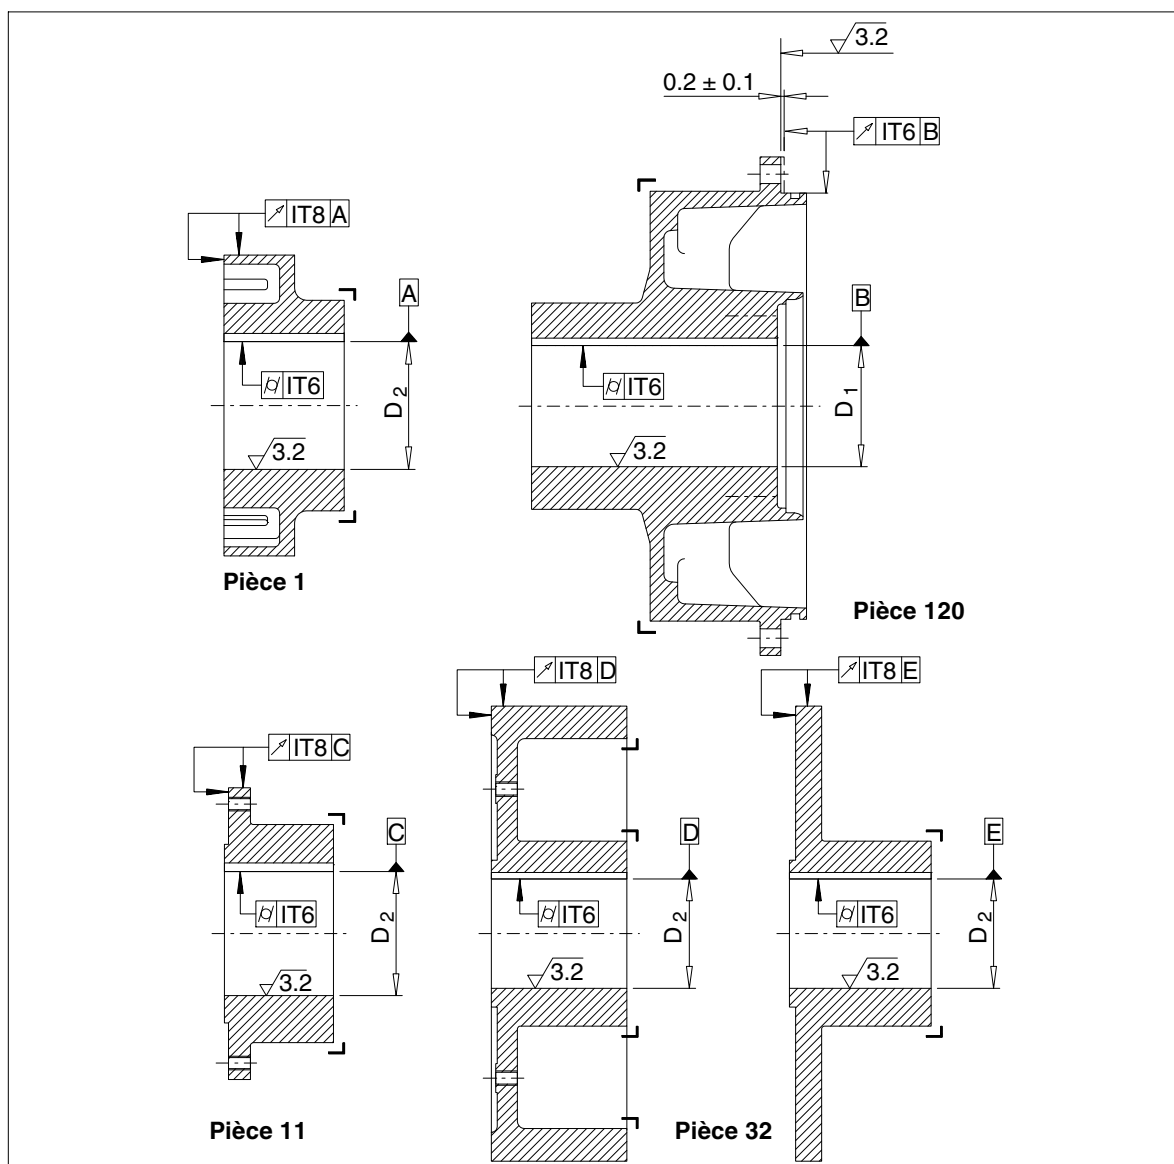 3.2
0.2 ± 0.1
IT6 B
IT8 A
A
B
IT6
IT6
D2
D1
3.2
3.2
Pièce 1
Pièce 120
IT8 D
IT8 E
IT8 C
C
D
E
IT6
IT6
IT6
D2
D2
D2
3.2
3.2
3.2
Pièce 11
Pièce 32